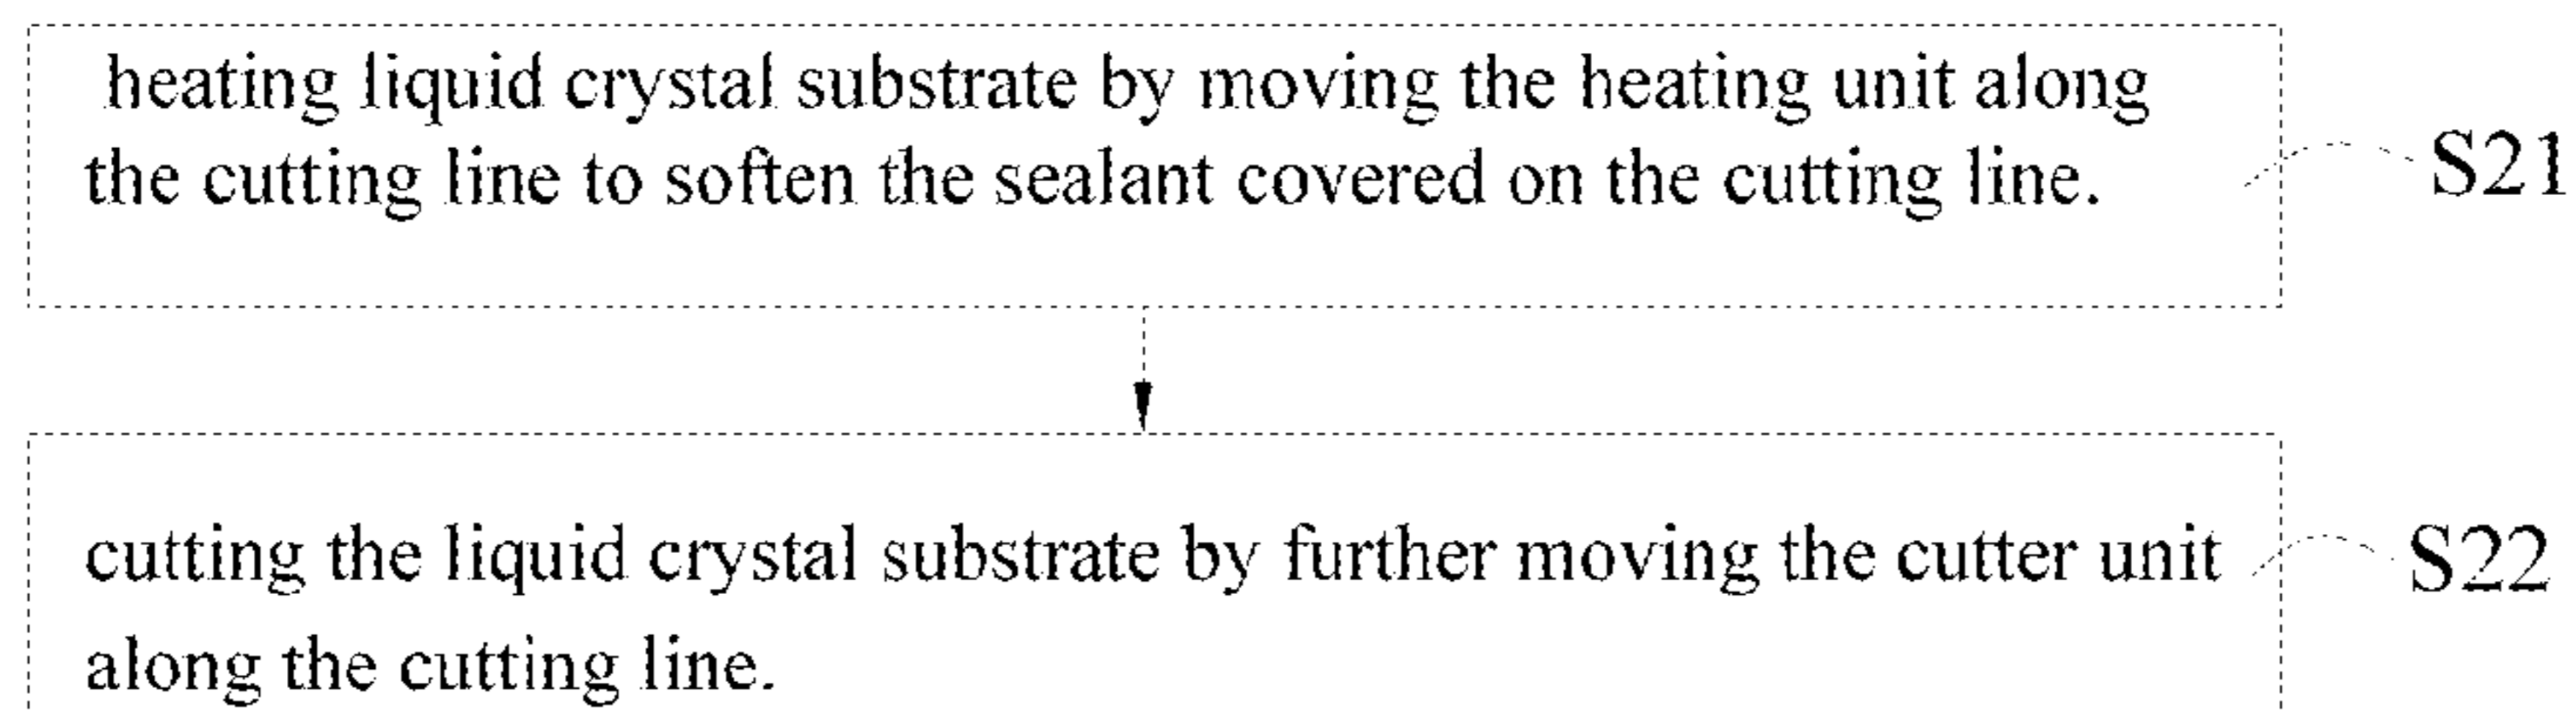 heating liquid crystal substrate by moving the heating unit along
the cutting line to soften the sealant covered on the cutting line.
S21
cutting the liquid crystal substrate by further moving the cutter unit
along the cutting line.
S22